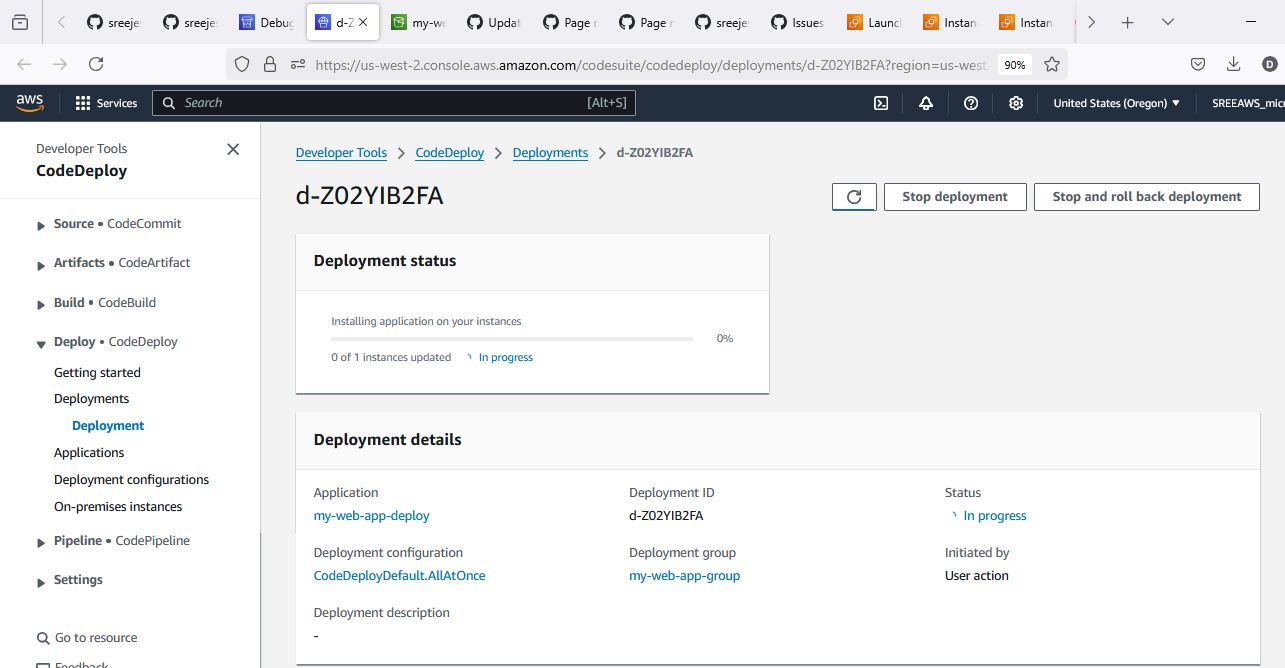 sreeje
sreeje
Debug
d-Z
my-we
Updat
Page n
Page r
sreeje
Issues
Launc
Instan
Instan
https://us-west-2.console.aws.amazon.com/codesuite/codedeploy/deployments/d-Z02YIB2FA?region=us-west-
90%
D
aws
Services
Search
[Alt+S]
United States (Oregon)
SREEAWS_micr
Developer Tools
CodeDeploy
Source • CodeCommit
Artifacts • CodeArtifact
Build • CodeBuild
Deploy • CodeDeploy
Getting started
Deployments
Deployment
Applications
Deployment configurations
On-premises instances
Pipeline • CodePipeline
Settings
Go to resource
Feedback
Developer Tools > CodeDeploy > Deployments > d-Z02YIB2FA
d-Z02YIB2FA
Stop deployment
Stop and roll back deployment
Deployment status
Installing application on your instances
0%
0 of 1 instances updated
In progress
Deployment details
Application
my-web-app-deploy
Deployment ID
d-Z02YIB2FA
Status
In progress
Deployment configuration
CodeDeployDefault.AllAtOnce
Deployment group
my-web-app-group
Initiated by
User action
Deployment description
-